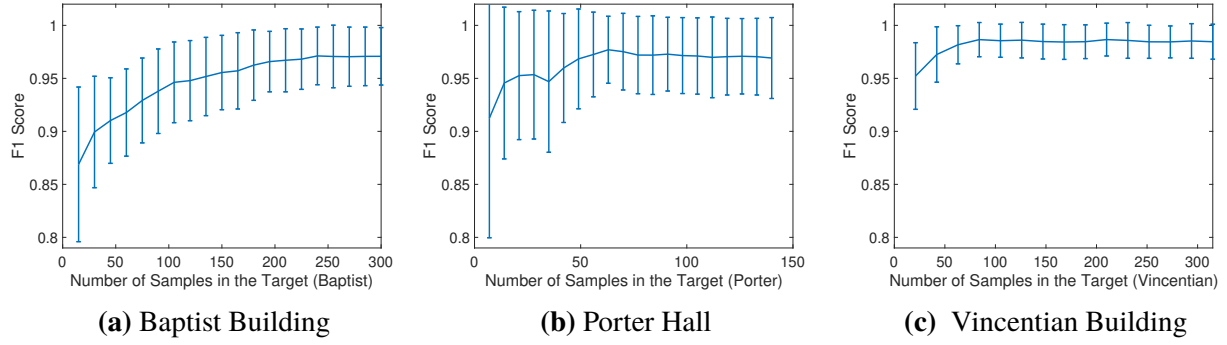 1
0.95
0.9
0.85
0.8
F1 Score
0 50 100 150 200 250 300
Number of Samples in the Target (Baptist)
(a) Baptist Building
1
0.95
0.9
0.85
0.8
F1 Score
0 50 100 150
Number of Samples in the Target (Porter)
(b) Porter Hall
1
0.95
0.9
0.85
0.8
F1 Score
0 50 100 150 200 250 300
Number of Samples in the Target (Vincentian)
(c) Vincentian Building